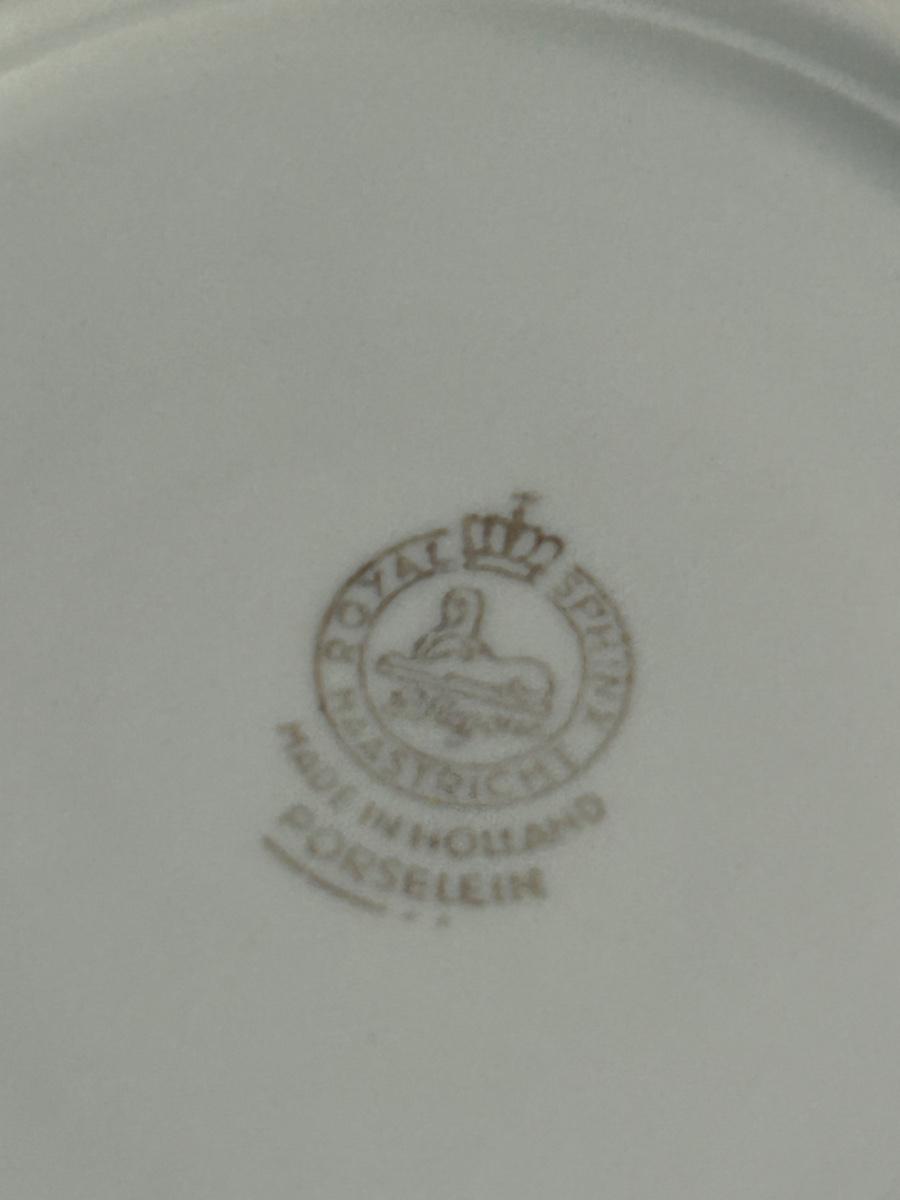 ROYAL SPHINX
MAASTRICHT
MADE IN HOLLAND
PORSELEIN